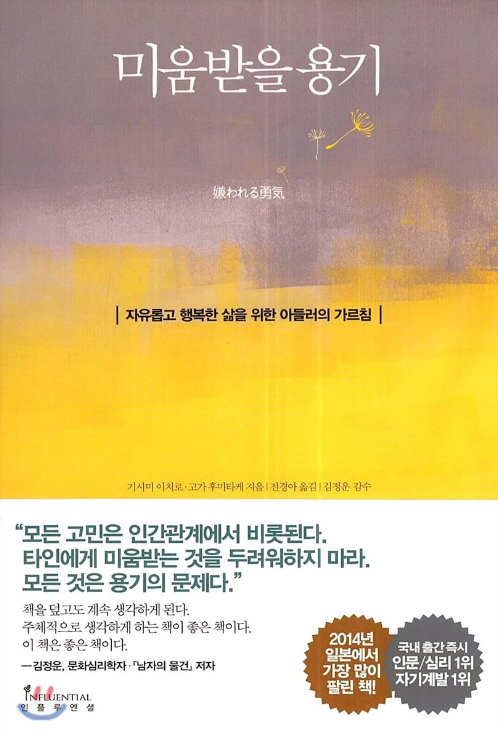 미움받을 용기
嫌われる勇気
자유롭고 행복한 삶을 위한 아들러의 가르침
기시미 이치로·고가 후미타케 지음 | 전경아 옮김 | 김정운 감수
“모든 고민은 인간관계에서 비롯된다.
타인에게 미움받는 것을 두려워하지 마라.
모든 것은 용기의 문제다.”
책을 덮고도 계속 생각하게 된다.
주체적으로 생각하게 하는 책이 좋은 책이다.
이 책은 좋은 책이다.
—김정운, 문화심리학자·『남자의 물건』 저자
2014년
일본에서
가장 많이
팔린 책!
국내 출간 즉시
인문/심리 1위
자기계발 1위
INFLUENTIAL
인플루엔셜